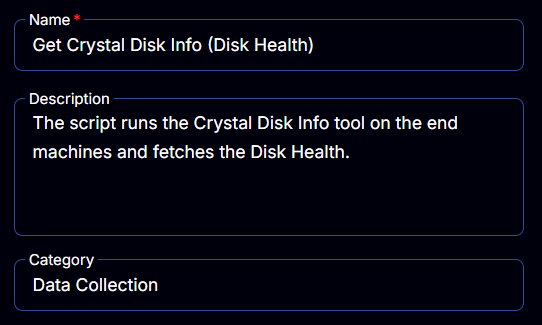 Name *
Get Crystal Disk Info (Disk Health)
Description
The script runs the Crystal Disk Info tool on the end
machines and fetches the Disk Health.
Category
Data Collection